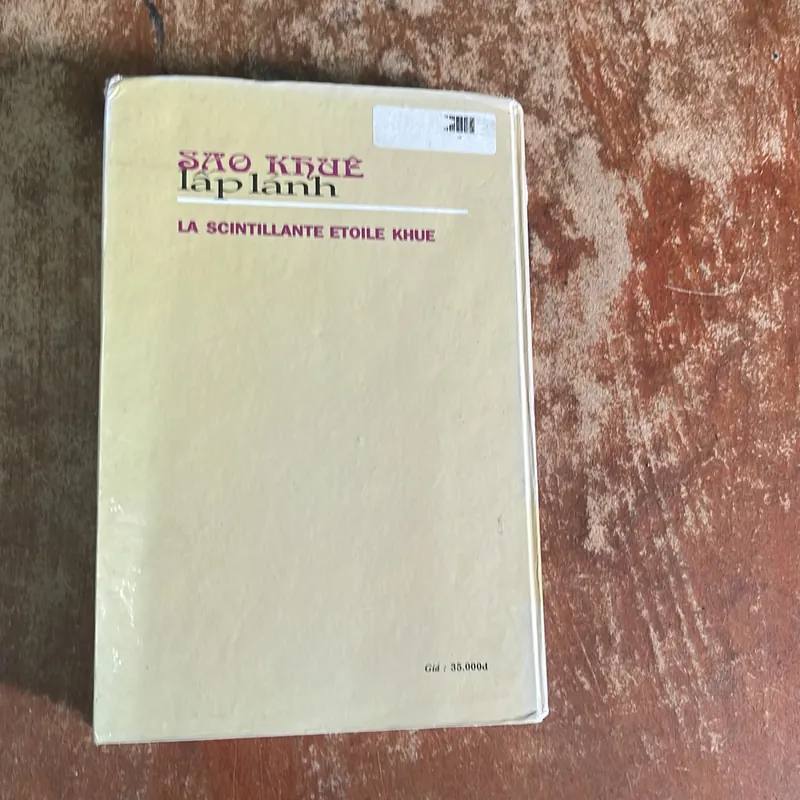 SAO KHUÊ
lấp lánh
LA SCINTILLANTE ETOILE KHUE
Giá : 35.000đ